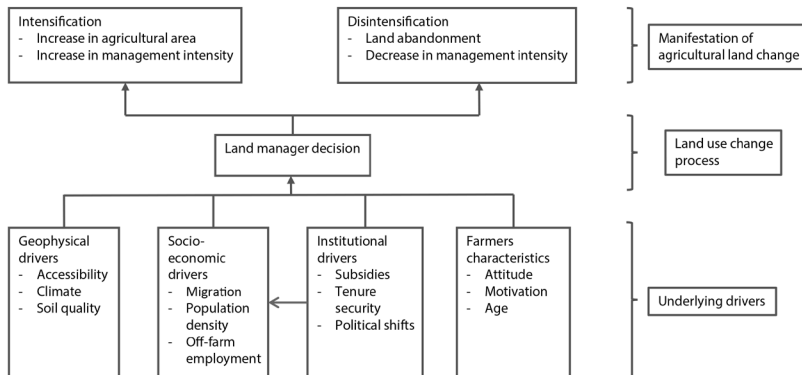 Intensification
- Increase in agricultural area
- Increase in management intensity
Disintensification
- Land abandonment
- Decrease in management intensity
Manifestation of
agricultural land change
Land manager decision
Land use change
process
Geophysical
drivers
- Accessibility
- Climate
- Soil quality
Socio-
economic
drivers
- Migration
- Population
density
- Off-farm
employment
Institutional
drivers
- Subsidies
- Tenure
security
- Political shifts
Farmers
characteristics
- Attitude
- Motivation
- Age
Underlying drivers